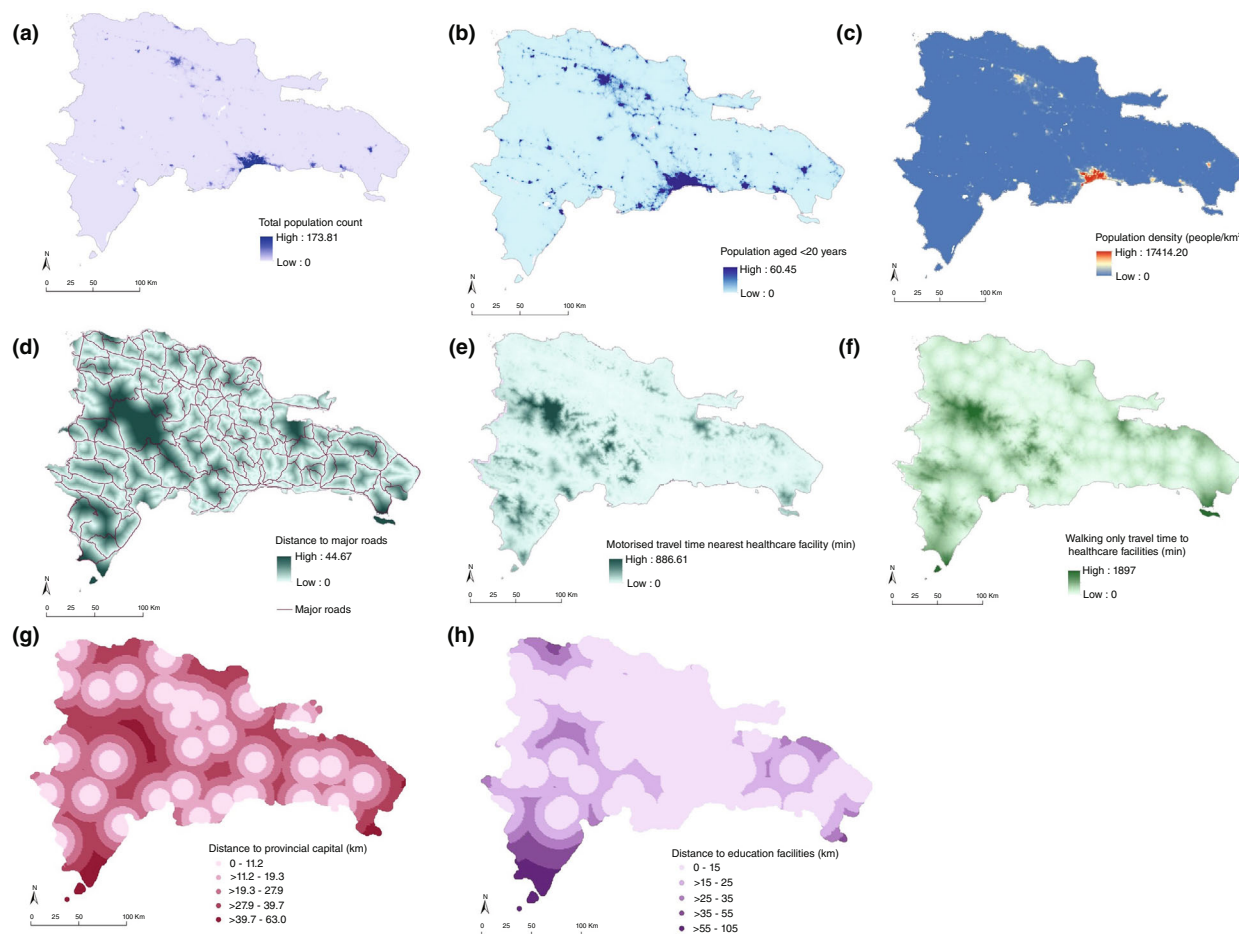 (a)
Total population count
High : 173.81
Low : 0
N
0 25 50 100 Km
(b)
Population aged <20 years
High : 60.45
Low : 0
N
0 25 50 100 Km
(c)
Population density (people/km²
High : 17414.20
Low : 0
N
0 25 50 100 Km
(d)
Distance to major roads
High : 44.67
Low : 0
Major roads
N
0 25 50 100 Km
(e)
Motorised travel time nearest healthcare facility (min)
High : 886.61
Low : 0
N
0 25 50 100 Km
(f)
Walking only travel time to
healthcare facilities (min)
High : 1897
Low : 0
N
0 25 50 100 Km
(g)
Distance to provincial capital (km)
0 - 11.2
>11.2 - 19.3
>19.3 - 27.9
>27.9 - 39.7
>39.7 - 63.0
N
0 25 50 100 Km
(h)
Distance to education facilities (km)
0 - 15
>15 - 25
>25 - 35
>35 - 55
>55 - 105
N
0 25 50 100 Km